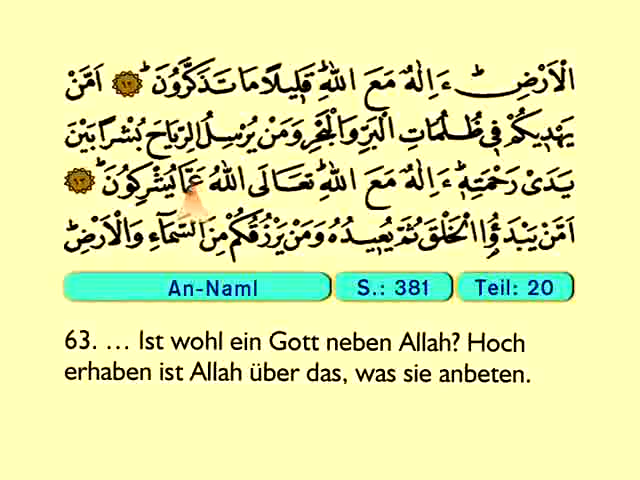 الْاَرْضِۜ ءَاِلٰهٌ مَعَ اللّٰهِۜ قَلٖيلًا مَا تَذَكَّرُونَۜ ﴿٦٢﴾ اَمَّنْ
يَهْدٖيكُمْ فٖي ظُلُمَاتِ الْبَرِّ وَالْبَحْرِ وَمَنْ يُرْسِلُ الرِّيَاحَ بُشْرًا بَيْنَ
يَدَىْ رَحْمَتِهٖۜ ءَاِلٰهٌ مَعَ اللّٰهِۜ تَعَالَى اللّٰهُ عَمَّا يُشْرِكُونَۜ ﴿٦٣﴾
اَمَّنْ يَبْدَؤُا الْخَلْقَ ثُمَّ يُعٖيدُهُ وَمَنْ يَرْزُقُكُمْ مِنَ السَّمَٓاءِ وَالْاَرْضِۜ
An-Naml S.: 381 Teil: 20
63. … Ist wohl ein Gott neben Allah? Hoch
erhaben ist Allah über das, was sie anbeten.